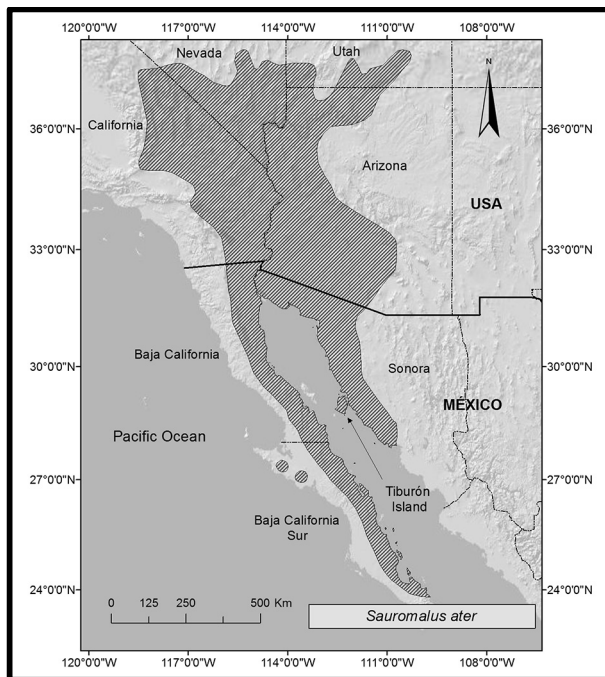 120°0'0"W 117°0'0"W 114°0'0"W 111°0'0"W 108°0'0"W
Nevada
Utah
N
36°0'0"N
36°0'0"N
California
Arizona
USA
33°0'0"N
33°0'0"N
30°0'0"N
30°0'0"N
Baja California
Sonora
MÉXICO
Pacific Ocean
27°0'0"N
27°0'0"N
Tiburón
Island
Baja California
Sur
24°0'0"N
24°0'0"N
0 125 250 500 Km
Sauromalus ater
120°0'0"W 117°0'0"W 114°0'0"W 111°0'0"W 108°0'0"W